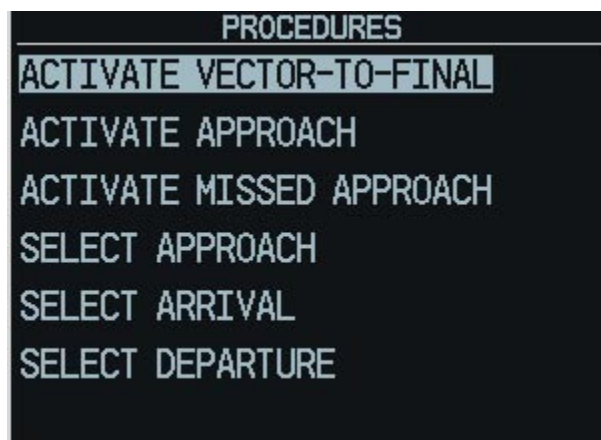 PROCEDURES
ACTIVATE VECTOR-TO-FINAL
ACTIVATE APPROACH
ACTIVATE MISSED APPROACH
SELECT APPROACH
SELECT ARRIVAL
SELECT DEPARTURE